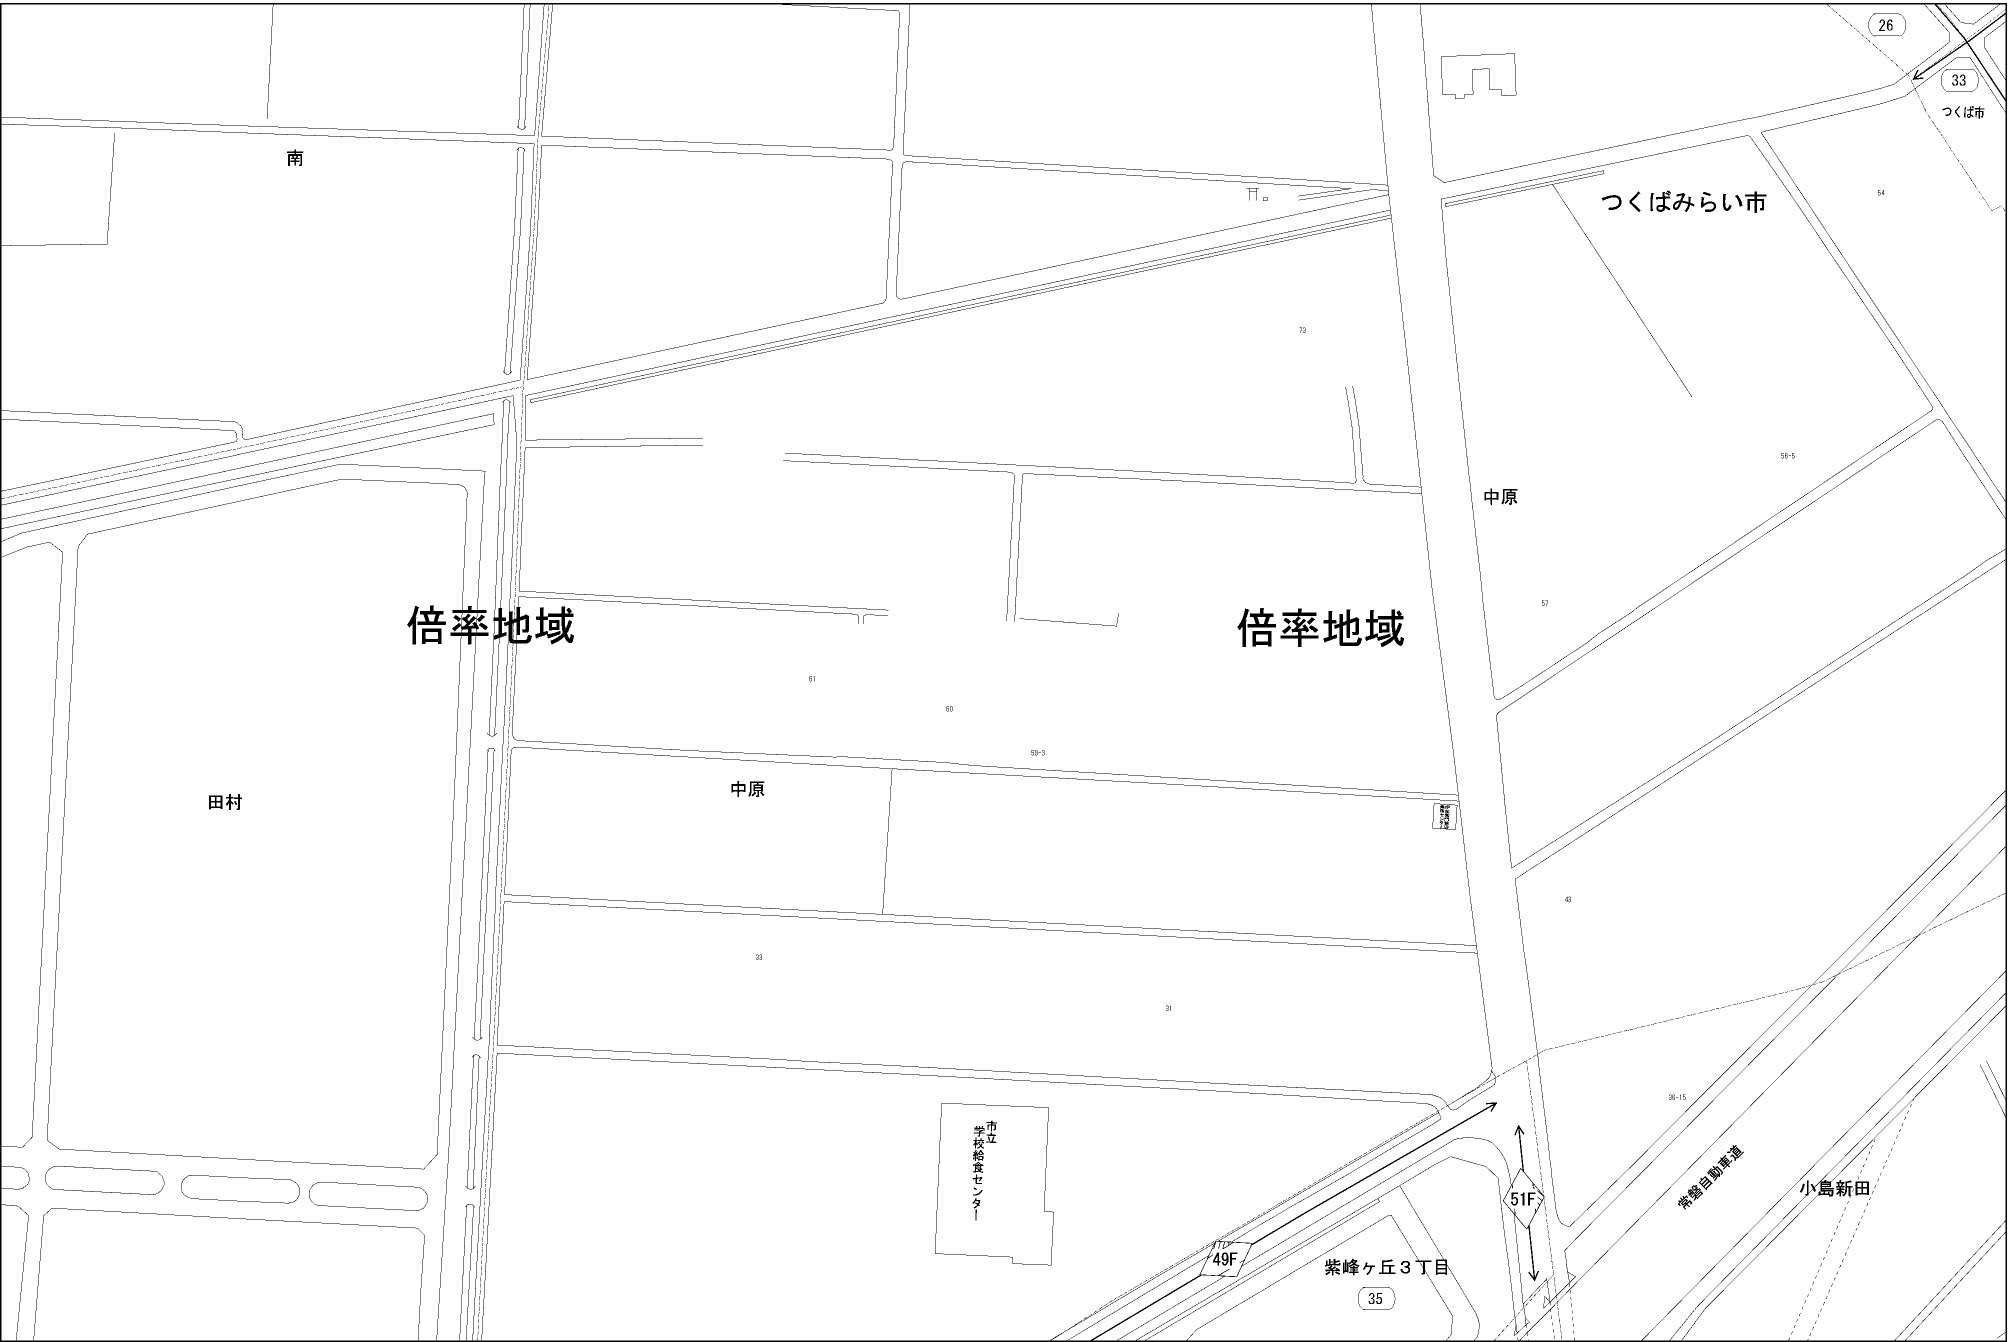 26
33
つくば市
南
つくばみらい市
54
73
56-5
中原
57
倍率地域
倍率地域
61
60
59-3
中原
田村
43
33
31
36-15
市立
学校給食センター
常磐自動車道
小島新田
51F
49F
紫峰ヶ丘３丁目
35